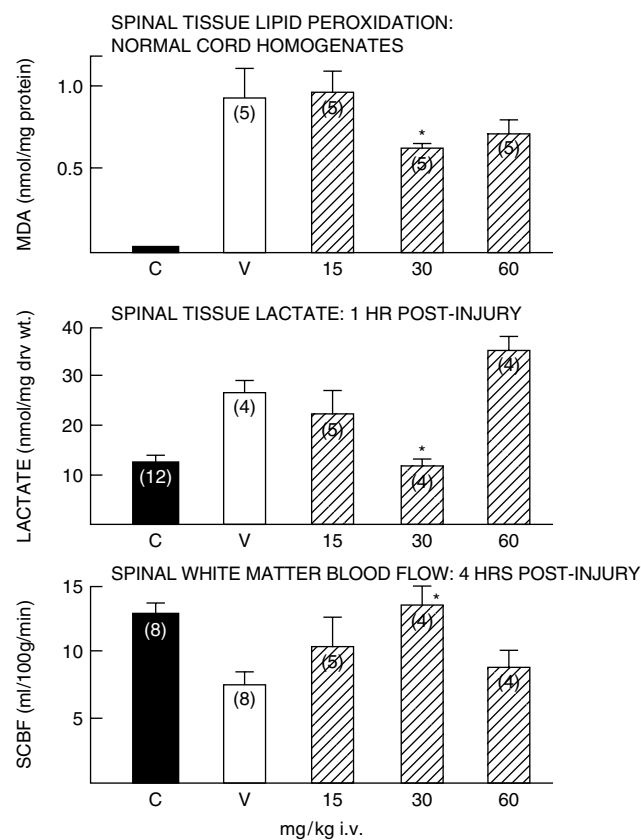 SPINAL TISSUE LIPID PEROXIDATION:
NORMAL CORD HOMOGENATES
MDA (nmol/mg protein)
1.0
0.5
(5)
(5)
*
(5)
(5)
C V 15 30 60
SPINAL TISSUE LACTATE: 1 HR POST-INJURY
LACTATE (nmol/mg drv wt.)
40
30
20
10
(12)
(4)
(5)
*
(4)
(4)
C V 15 30 60
SPINAL WHITE MATTER BLOOD FLOW: 4 HRS POST-INJURY
SCBF (ml/100g/min)
15
10
5
(8)
(8)
(5)
(4)
*
(4)
C V 15 30 60
mg/kg i.v.